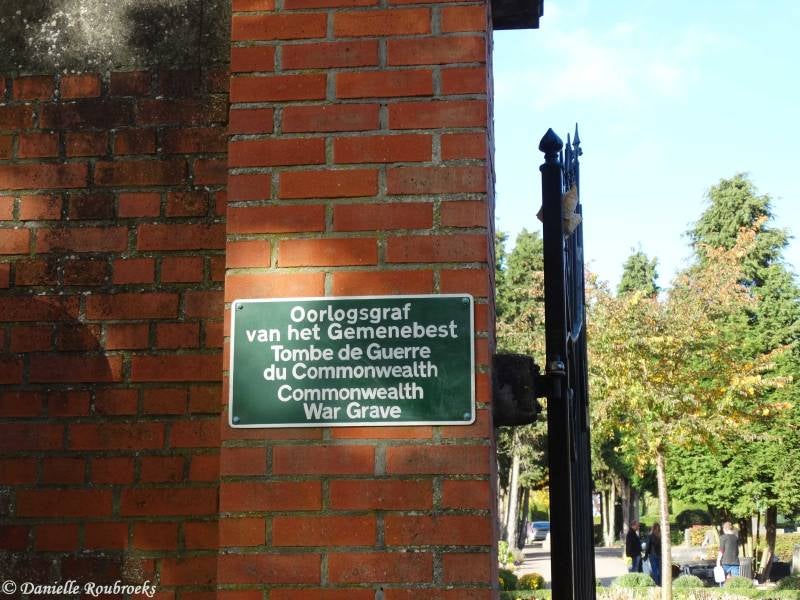 Oorlogsgraf
van het Gemenebest
Tombe de Guerre
du Commonwealth
Commonwealth
War Grave
© Danielle Roubroeks